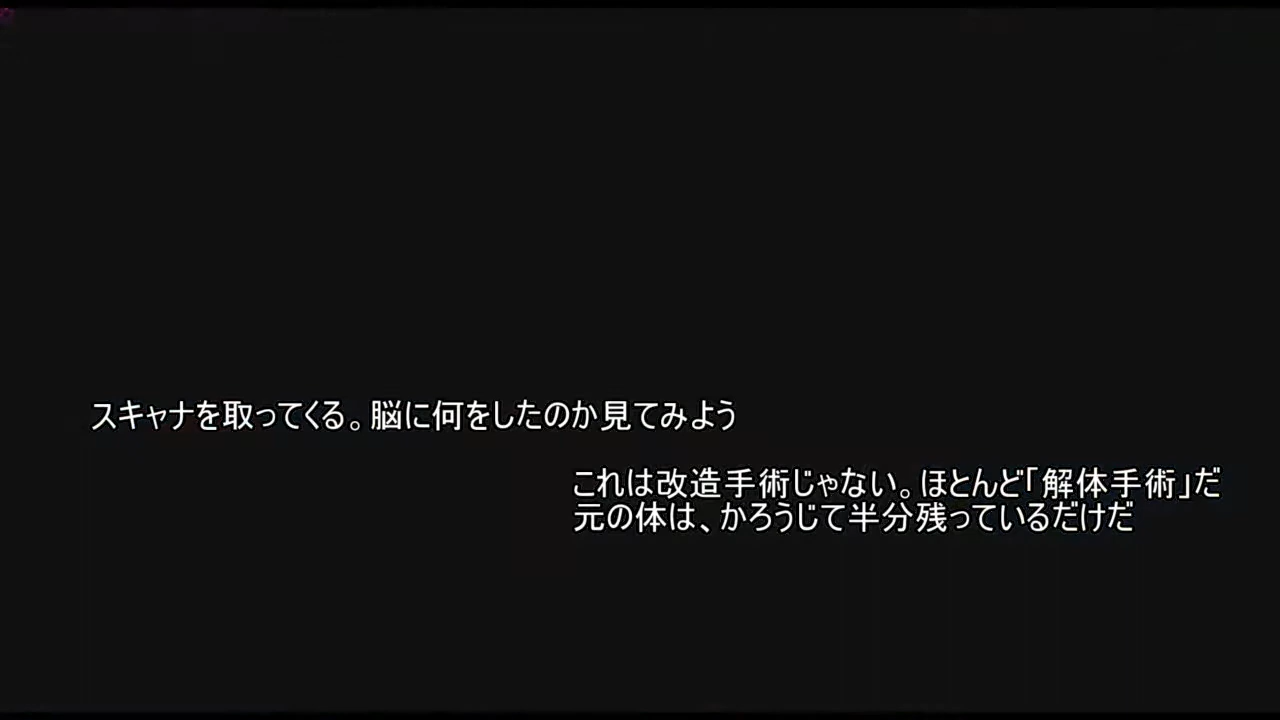 スキャナを取ってくる。脳に何をしたのか見てみよう
これは改造手術じゃない。ほとんど「解体手術」だ
元の体は、かろうじて半分残っているだけだ